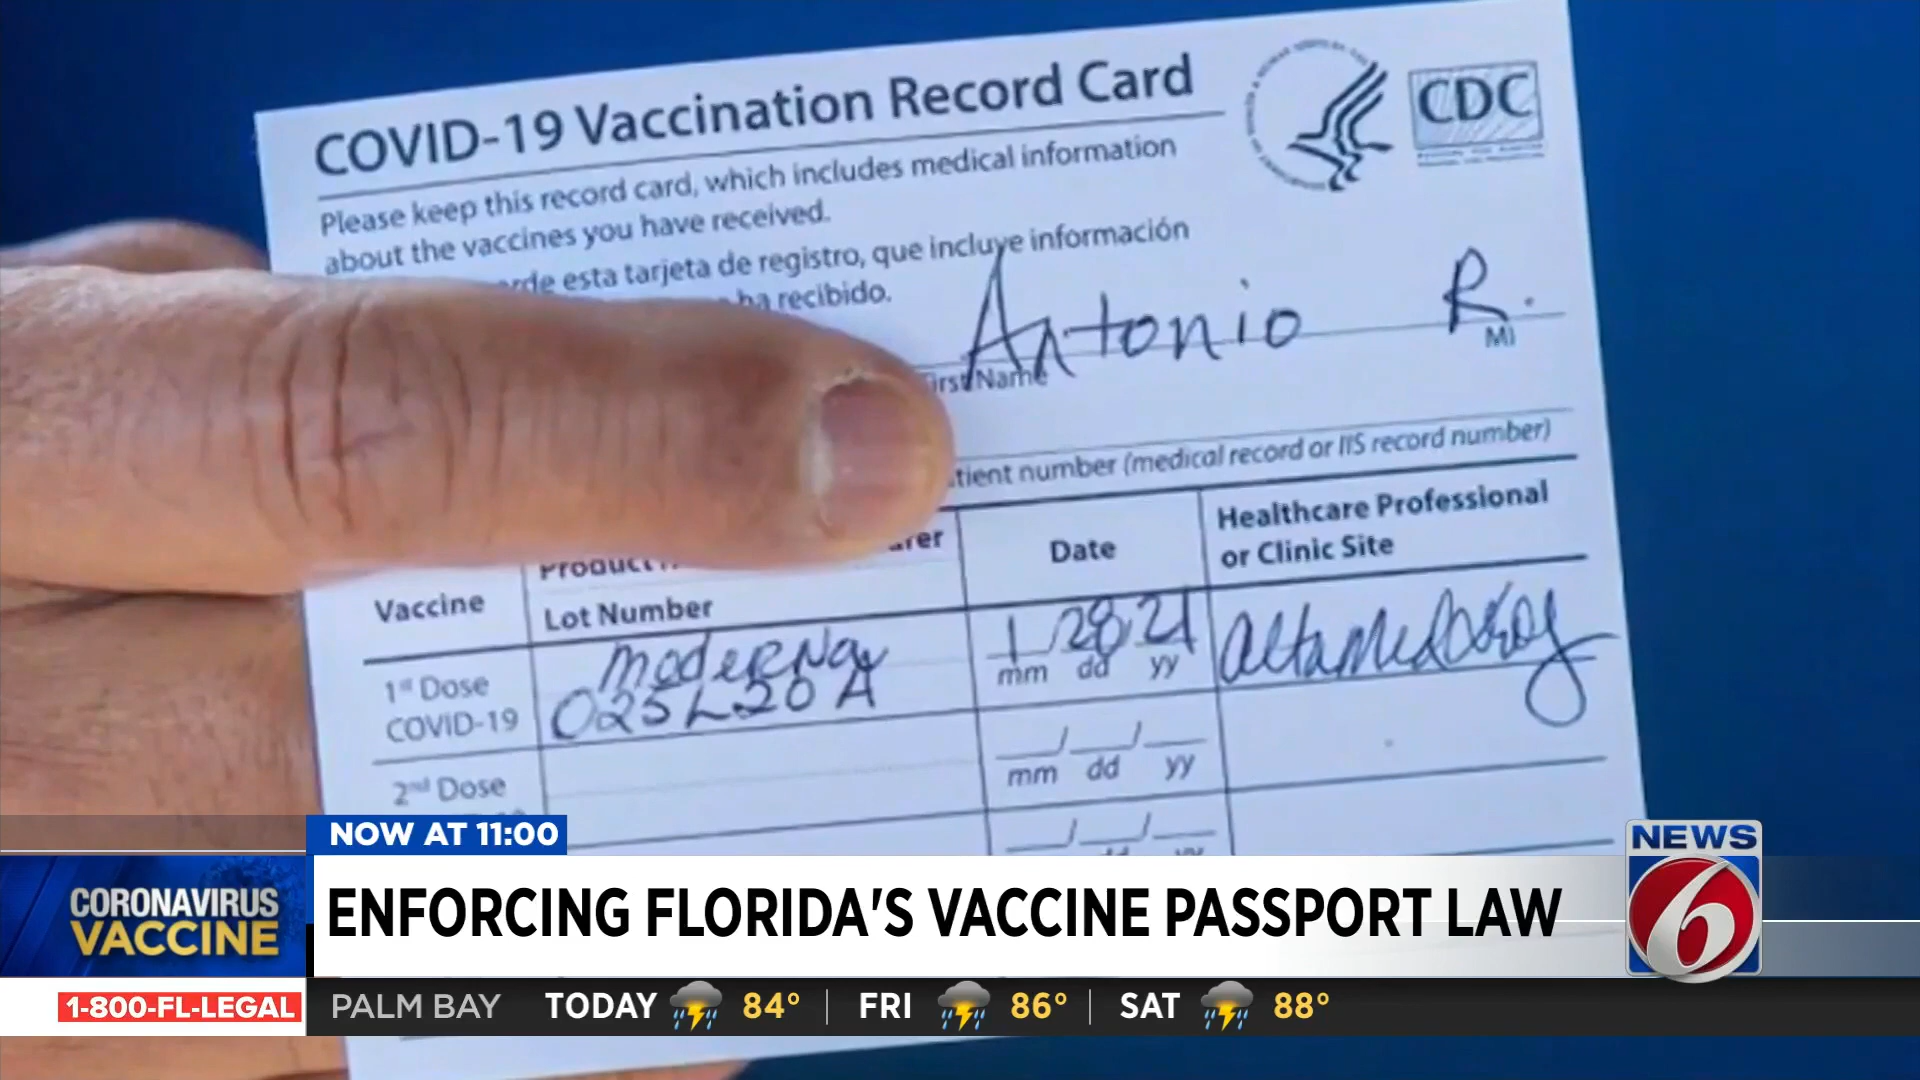 COVID-19 Vaccination Record Card
CDC
Please keep this record card, which includes medical information
about the vaccines you have received.
esta tarjeta de registro, que incluye información
ha recibido.
Antonio R.
First Name MI
number (medical record or IIS record number)
Vaccine
Lot Number
Date
Healthcare Professional
or Clinic Site
1st Dose
COVID-19
Moderna
025L20A
1 / 28 / 21
mm dd yy
2nd Dose
mm dd yy
NOW AT 11:00
CORONAVIRUS
VACCINE
ENFORCING FLORIDA'S VACCINE PASSPORT LAW
NEWS
6
1-800-FL-LEGAL
PALM BAY TODAY 84° FRI 86° SAT 88°